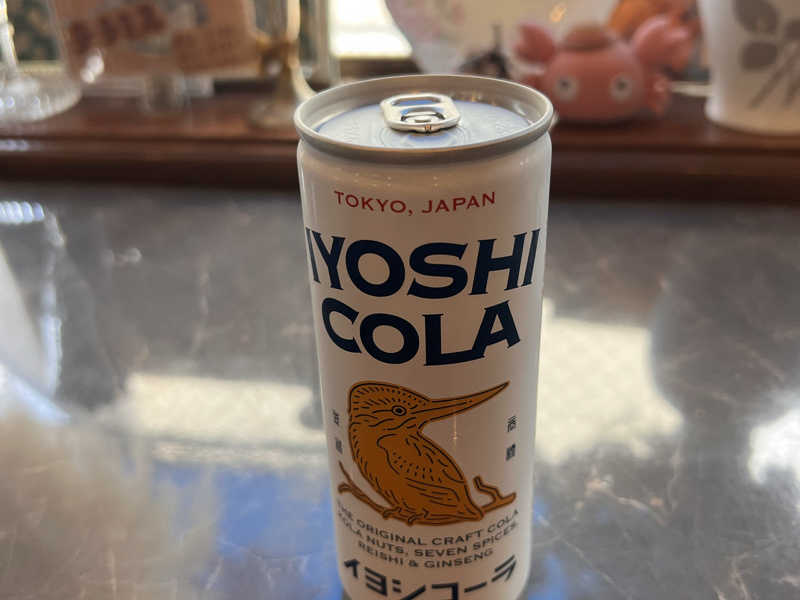 TOKYO, JAPAN
IYOSHI
COLA
THE ORIGINAL CRAFT COLA
KOLA NUTS, SEVEN SPICES,
REISHI & GINSENG
イヨシコーラ